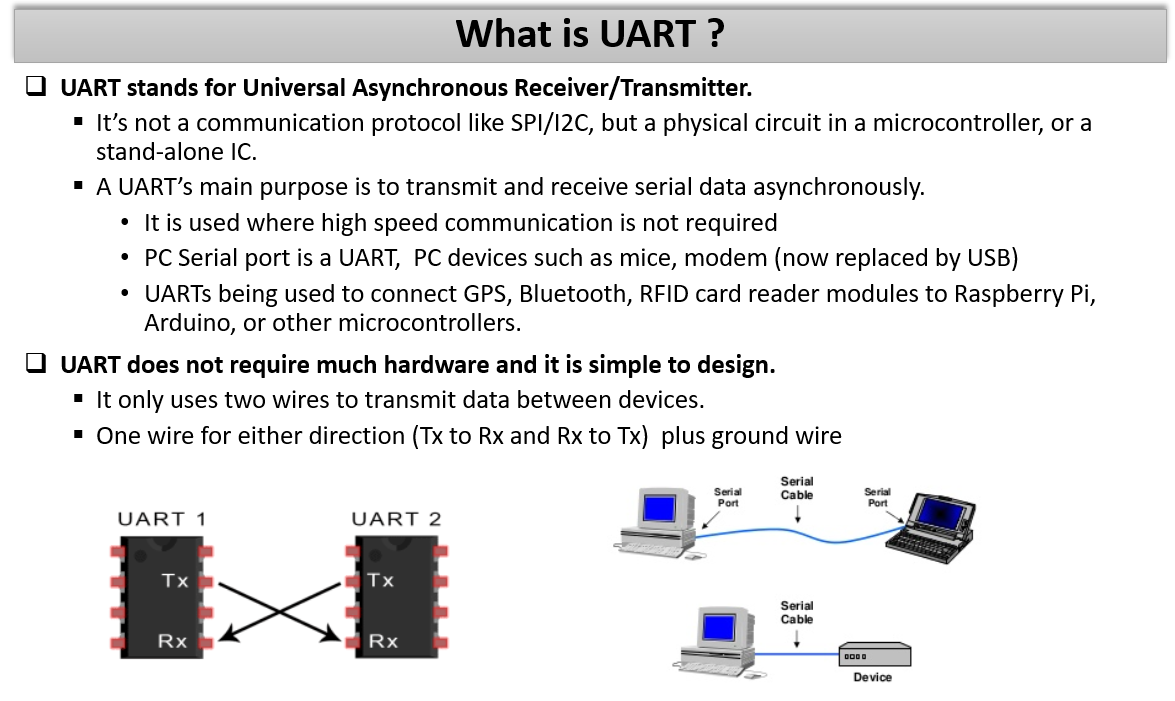 What is UART ?
❑ UART stands for Universal Asynchronous Receiver/Transmitter.
▪ It’s not a communication protocol like SPI/I2C, but a physical circuit in a microcontroller, or a
stand-alone IC.
▪ A UART’s main purpose is to transmit and receive serial data asynchronously.
• It is used where high speed communication is not required
• PC Serial port is a UART,  PC devices such as mice, modem (now replaced by USB)
• UARTs being used to connect GPS, Bluetooth, RFID card reader modules to Raspberry Pi,
Arduino, or other microcontrollers.
❑ UART does not require much hardware and it is simple to design.
▪ It only uses two wires to transmit data between devices.
▪ One wire for either direction (Tx to Rx and Rx to Tx)  plus ground wire
UART 1
UART 2
Tx
Tx
Rx
Rx
Serial
Port
Serial
Cable
Serial
Port
Serial
Cable
Device